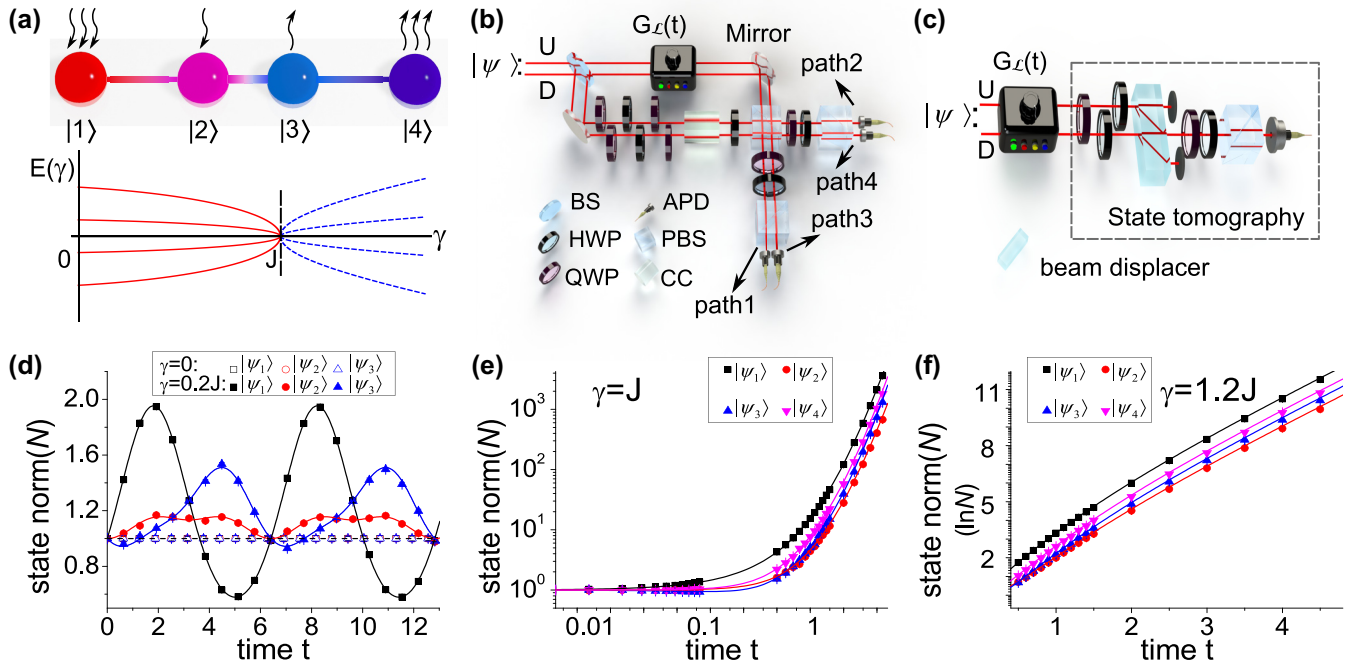 (a)
|1⟩ |2⟩ |3⟩ |4⟩
E(γ)
0
J
γ
(b)
U
D
|ψ⟩:
G𝓛(t)
Mirror
path2
path4
path3
path1
BS
HWP
QWP
APD
PBS
CC
(c)
G𝓛(t)
U
D
|ψ⟩:
State tomography
beam displacer
(d)
γ=0: |ψ₁⟩ |ψ₂⟩ |ψ₃⟩
γ=0.2J: |ψ₁⟩ |ψ₂⟩ |ψ₃⟩
state norm(N)
2.0
1.6
1.2
0.8
0 2 4 6 8 10 12
time t
(e)
γ=J
|ψ₁⟩ |ψ₂⟩
|ψ₃⟩ |ψ₄⟩
state norm(N)
10³
10²
10¹
10⁰
0.01 0.1 1
time t
(f)
|ψ₁⟩ |ψ₂⟩
|ψ₃⟩ |ψ₄⟩
γ=1.2J
state norm(N)
(lnN)
11
8
5
2
1 2 3 4
time t